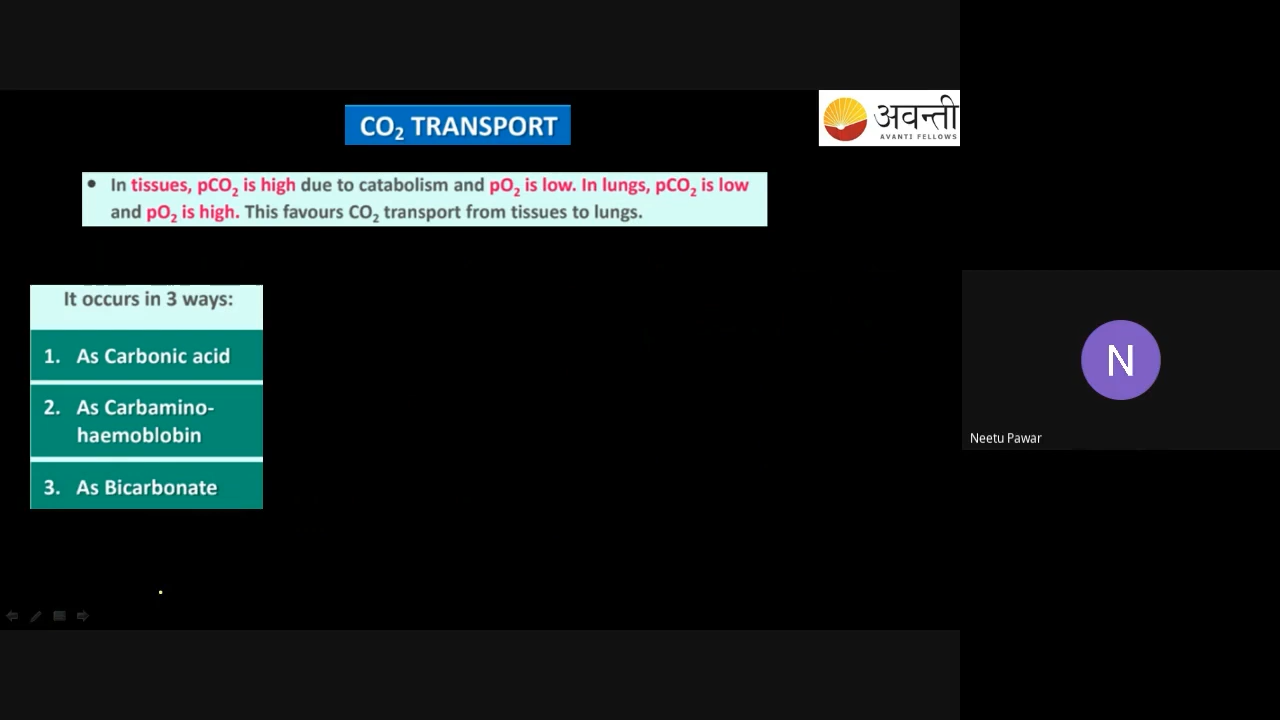 CO₂ TRANSPORT
अवन्ती
AVANTI FELLOWS
• In tissues, pCO₂ is high due to catabolism and pO₂ is low. In lungs, pCO₂ is low
and pO₂ is high. This favours CO₂ transport from tissues to lungs.
It occurs in 3 ways:
1. As Carbonic acid
2. As Carbamino-
haemoblobin
3. As Bicarbonate
N
Neetu Pawar